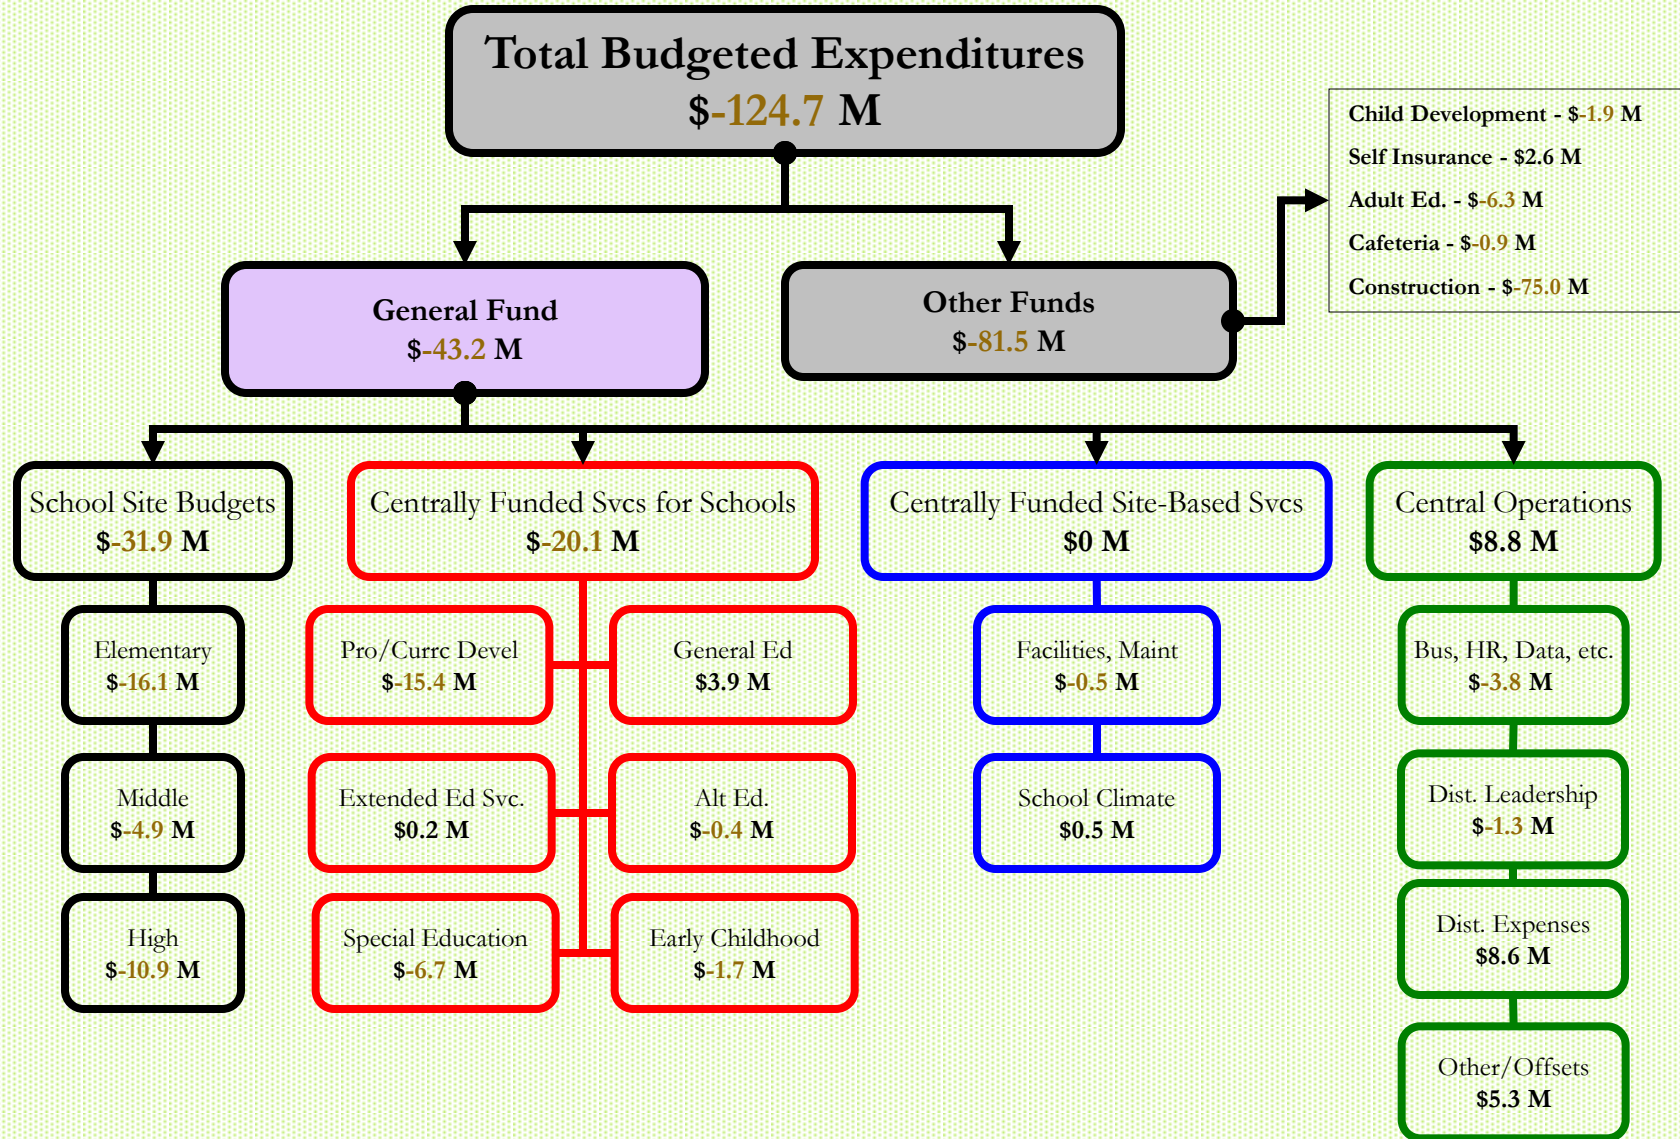 Total Budgeted Expenditures
$-124.7 M
Child Development - $-1.9 M
Self Insurance - $2.6 M
Adult Ed. - $-6.3 M
Cafeteria - $-0.9 M
Construction - $-75.0 M
General Fund
$-43.2 M
Other Funds
$-81.5 M
School Site Budgets
$-31.9 M
Centrally Funded Svcs for Schools
$-20.1 M
Centrally Funded Site-Based Svcs
$0 M
Central Operations
$8.8 M
Elementary
$-16.1 M
Middle
$-4.9 M
High
$-10.9 M
Pro/Currc Devel
$-15.4 M
General Ed
$3.9 M
Extended Ed Svc.
$0.2 M
Alt Ed.
$-0.4 M
Special Education
$-6.7 M
Early Childhood
$-1.7 M
Facilities, Maint
$-0.5 M
School Climate
$0.5 M
Bus, HR, Data, etc.
$-3.8 M
Dist. Leadership
$-1.3 M
Dist. Expenses
$8.6 M
Other/Offsets
$5.3 M